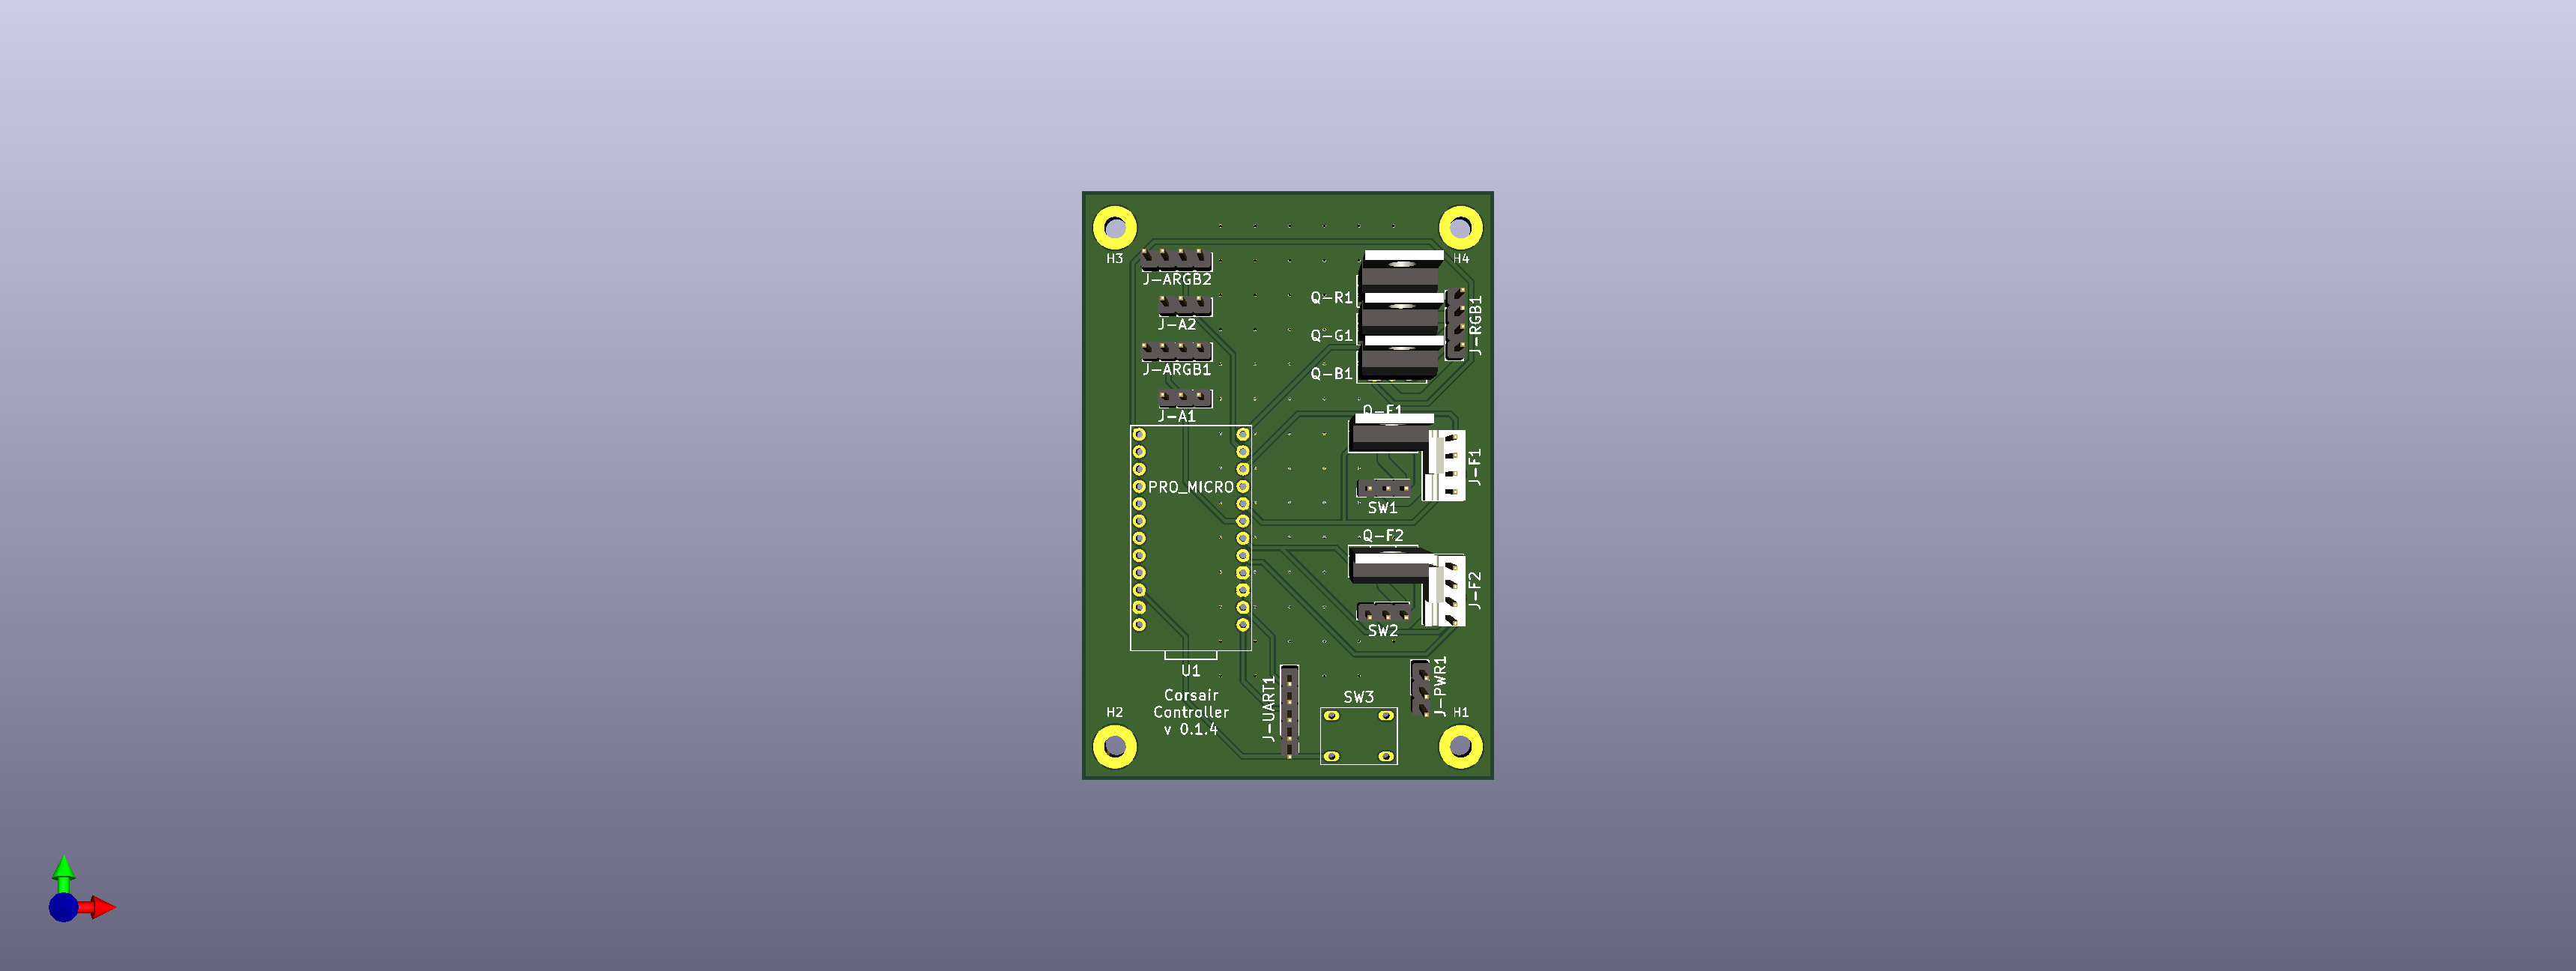 H3
H4
J-ARGB2
Q-R1
J-RGB1
J-A2
Q-G1
J-ARGB1
Q-B1
J-A1
Q-F1
J-F1
PRO_MICRO
SW1
Q-F2
J-F2
SW2
U1
J-PWR1
Corsair
Controller
v 0.1.4
J-UART1
SW3
H2
H1